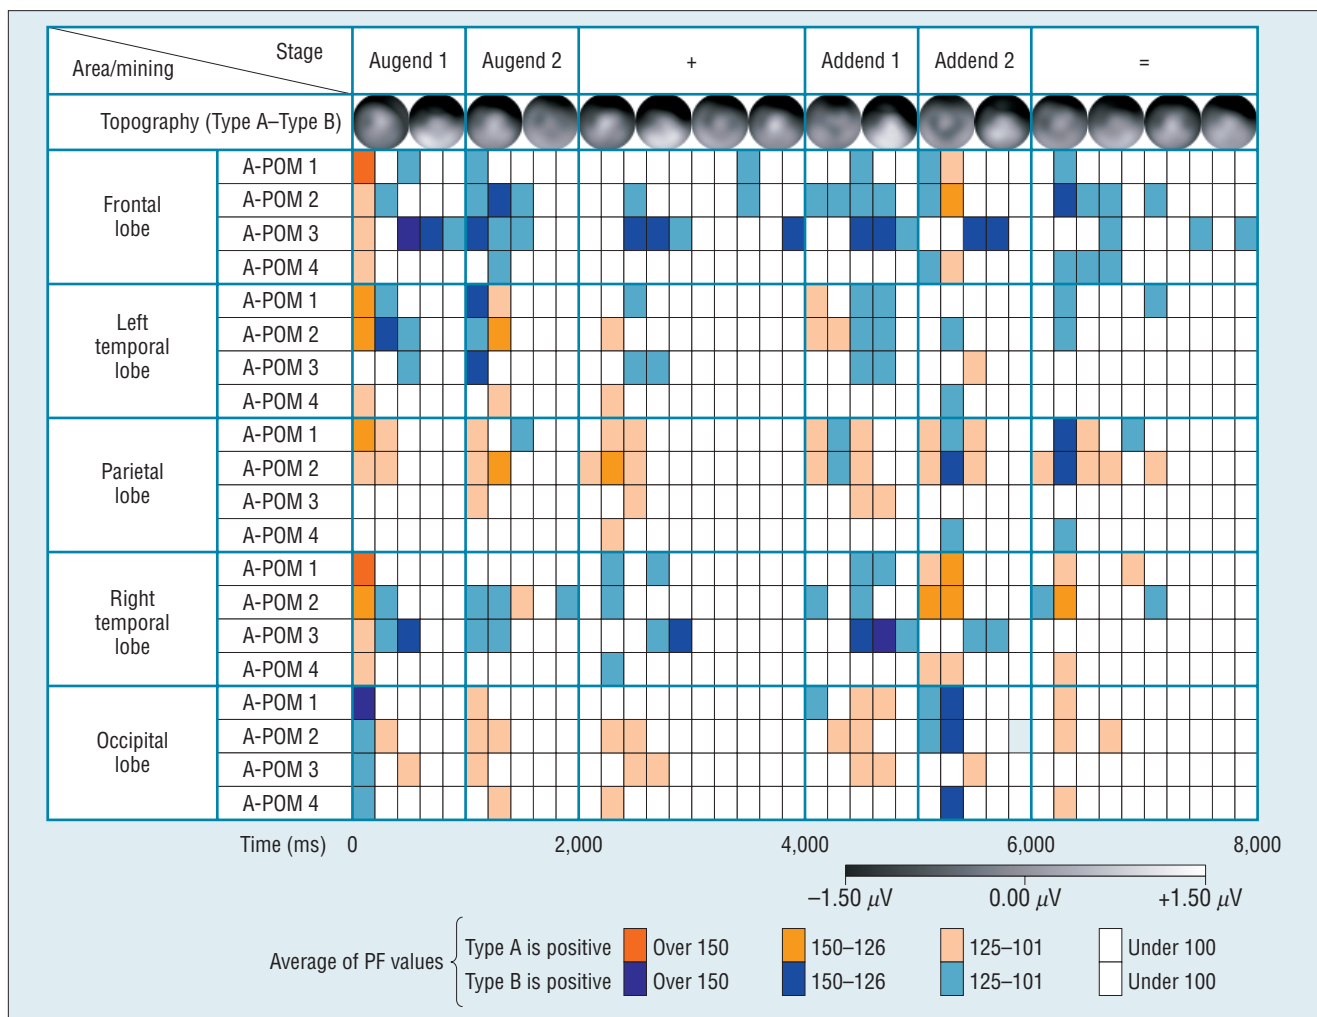 Stage
Area/mining
Augend 1
Augend 2
+
Addend 1
Addend 2
=
Topography (Type A–Type B)
Frontal
lobe
A-POM 1
A-POM 2
A-POM 3
A-POM 4
Left
temporal
lobe
A-POM 1
A-POM 2
A-POM 3
A-POM 4
Parietal
lobe
A-POM 1
A-POM 2
A-POM 3
A-POM 4
Right
temporal
lobe
A-POM 1
A-POM 2
A-POM 3
A-POM 4
Occipital
lobe
A-POM 1
A-POM 2
A-POM 3
A-POM 4
Time (ms) 0 2,000 4,000 6,000 8,000
–1.50 μV 0.00 μV +1.50 μV
Average of PF values
Type A is positive Over 150 150–126 125–101 Under 100
Type B is positive Over 150 150–126 125–101 Under 100